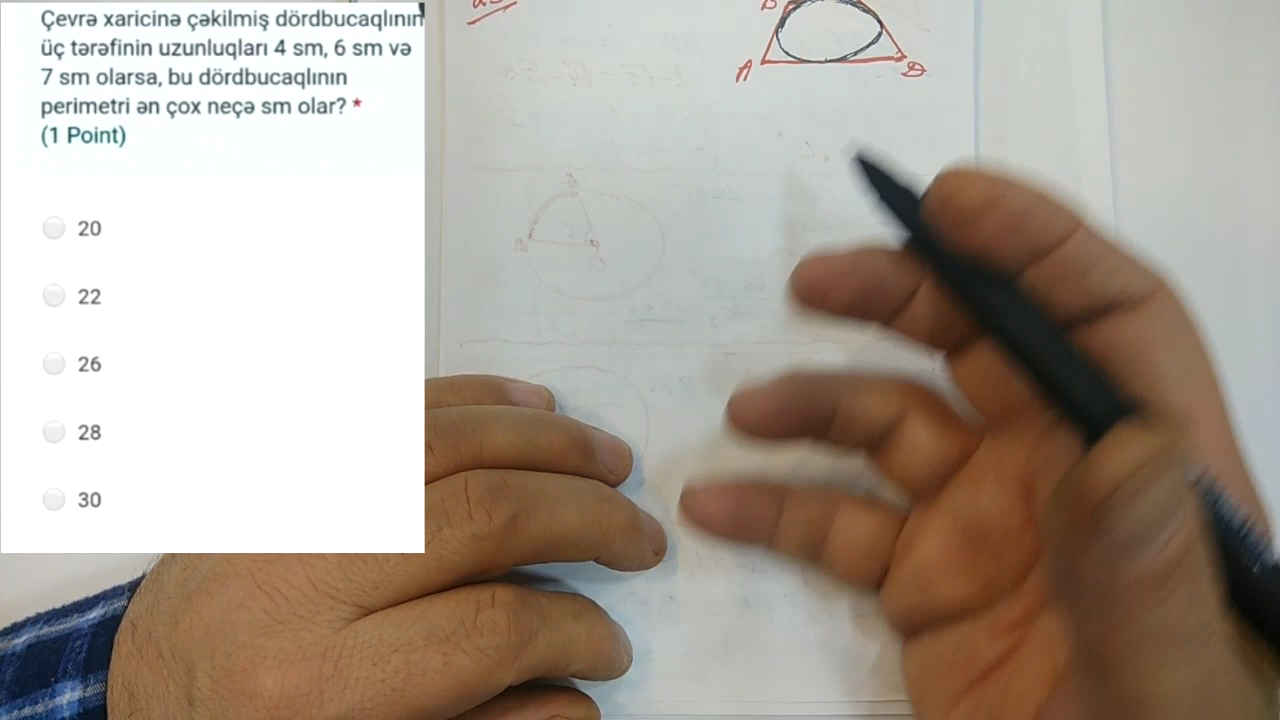 Çevrə xaricinə çəkilmiş dördbucaqlının
üç tərəfinin uzunluqları 4 sm, 6 sm və
7 sm olarsa, bu dördbucaqlının
perimetri ən çox neçə sm olar? *
(1 Point)
20
22
26
28
30
B
A
D